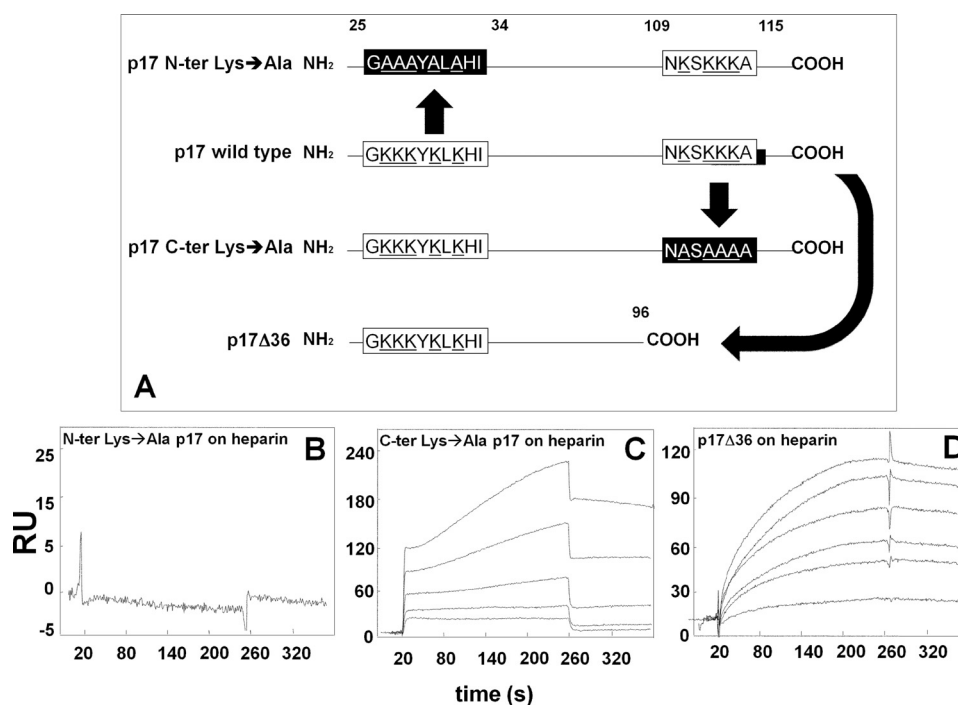 25 34 109 115
p17 N-ter Lys→Ala NH₂ GAAAYALAHI NKSKKKA COOH
p17 wild type NH₂ GKKKYKLKHI NKSKKKA COOH
p17 C-ter Lys→Ala NH₂ GKKKYKLKHI NASAAAA COOH
96
p17Δ36 NH₂ GKKKYKLKHI COOH
A
N-ter Lys→Ala p17 on heparin B
25
15
5
0
-5
RU
20 80 140 200 260 320
C-ter Lys→Ala p17 on heparin C
240
180
120
60
0
20 80 140 200 260 320
p17Δ36 on heparin D
120
90
60
30
0
20 80 140 200 260 320
time (s)